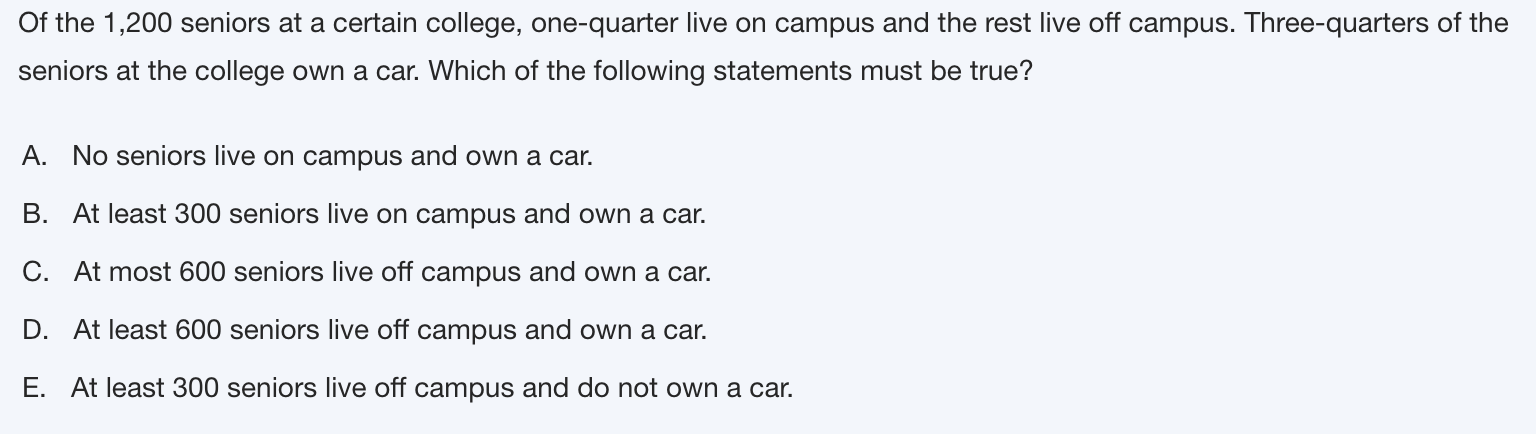 Of the 1,200 seniors at a certain college, one-quarter live on campus and the rest live off campus. Three-quarters of the
seniors at the college own a car. Which of the following statements must be true?
A. No seniors live on campus and own a car.
B. At least 300 seniors live on campus and own a car.
C. At most 600 seniors live off campus and own a car.
D. At least 600 seniors live off campus and own a car.
E. At least 300 seniors live off campus and do not own a car.